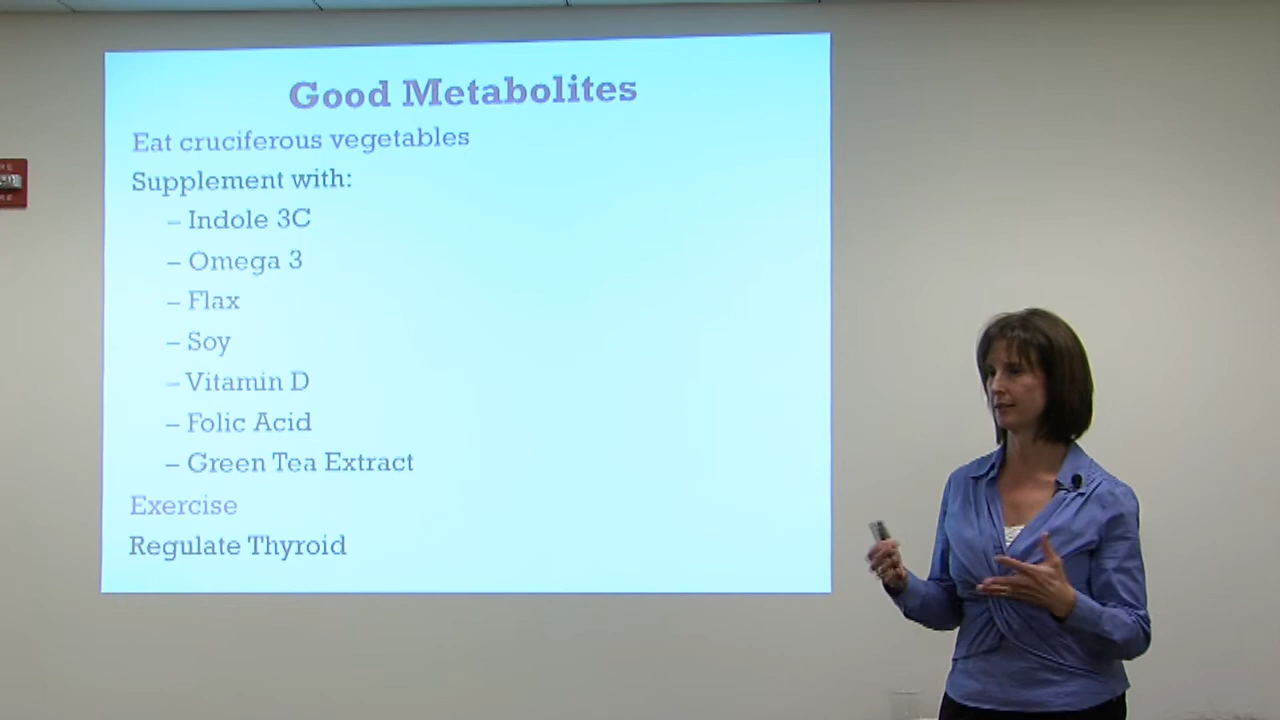 Good Metabolites
Eat cruciferous vegetables
Supplement with:
– Indole 3C
– Omega 3
– Flax
– Soy
– Vitamin D
– Folic Acid
– Green Tea Extract
Exercise
Regulate Thyroid